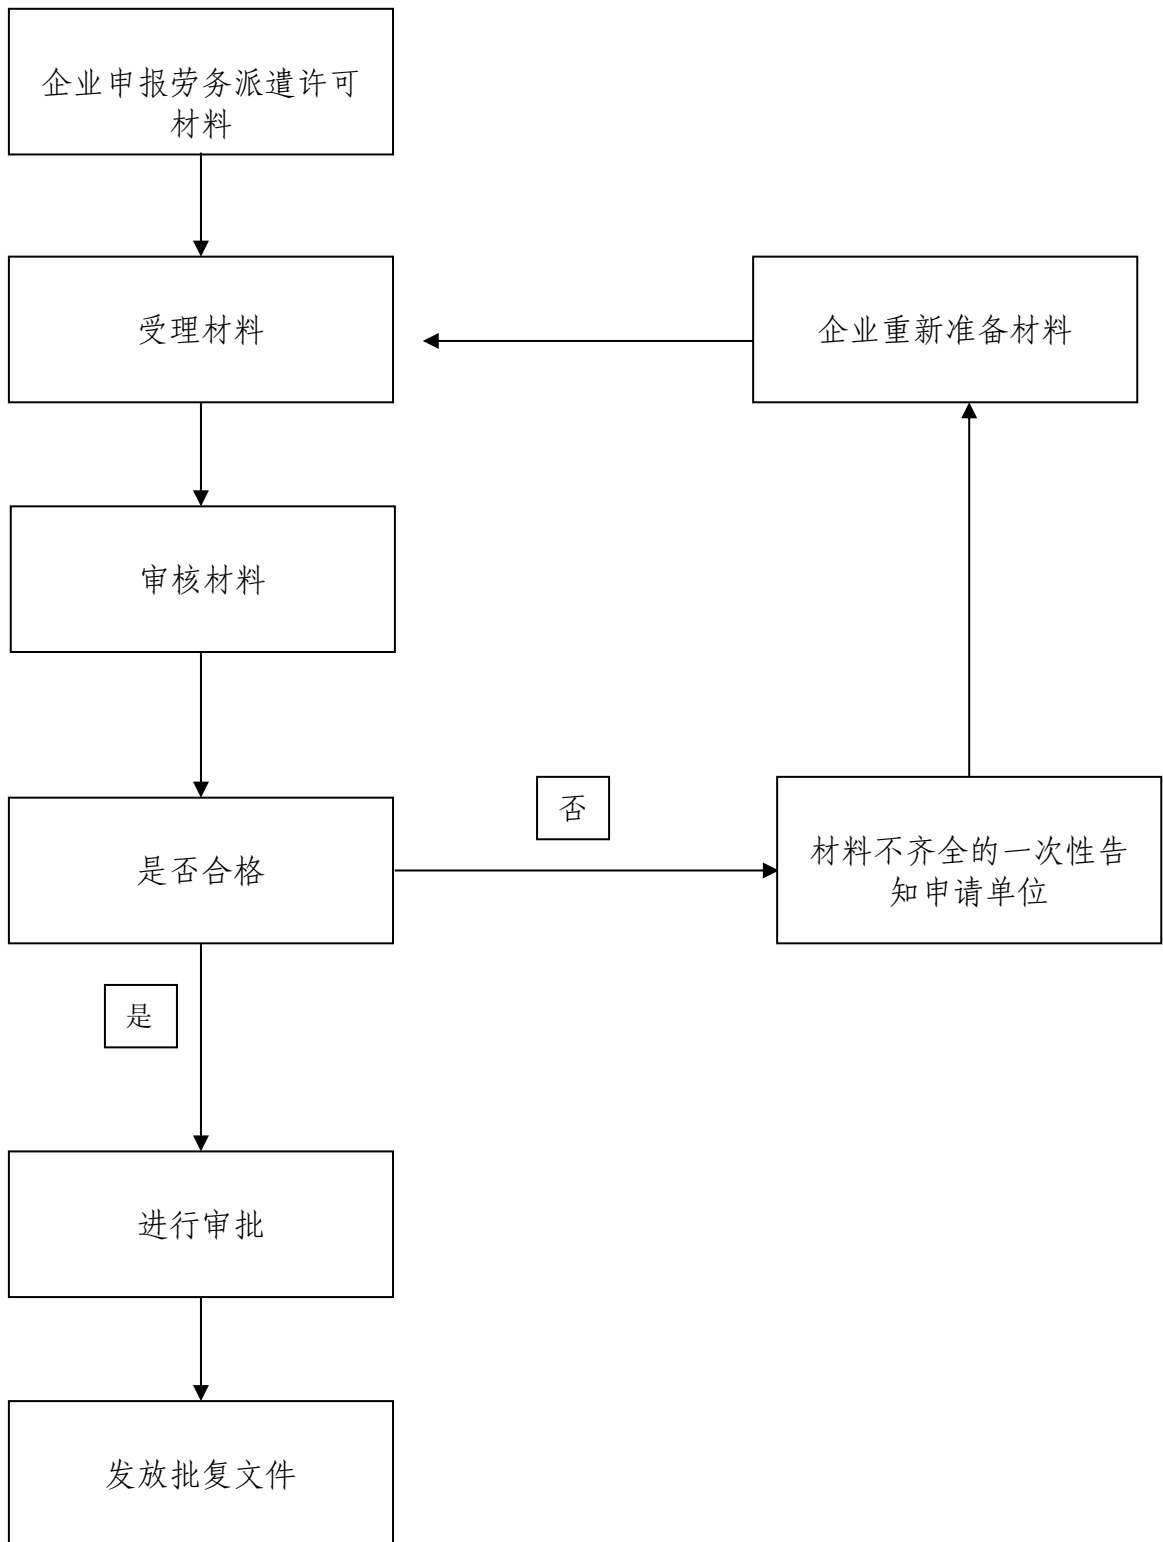 企业申报劳务派遣许可
材料
受理材料
企业重新准备材料
审核材料
是否合格
否
材料不齐全的一次性告
知申请单位
是
进行审批
发放批复文件